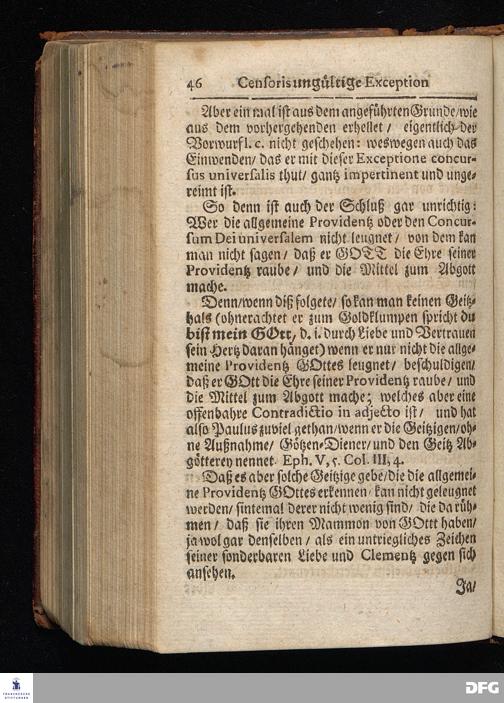 46 Censoris ungültige Exception
Aber ein mal ist aus dem angeführten Grunde/wie
aus dem vorhergehenden erhellet / eigentlich der
Vorwurf l. c. nicht geschehen: weswegen auch das
Einwenden/ das er mit dieser Exceptione concur-
sus universalis thut/ gantz impertinent und unge-
reimt ist.
So denn ist auch der Schluß gar unrichtig:
Wer die allgemeine Providentz oder den Concur-
sum Dei universalem nicht leugnet / von dem kan
man nicht sagen/ daß er GOTT die Ehre seiner
Providentz raube / und die Mittel zum Abgott
mache.
Denn/wenn diß folgete/ so kan man keinen Geitz-
hals (ohnerachtet er zum Goldklumpen spricht du
bist mein GOtt, d. i. durch Liebe und Vertrauen
sein Hertz daran hänget) wenn er nur nicht die allge-
meine Providentz GOttes leugnet/ beschuldigen/
daß er GOtt die Ehre seiner Providentz raube/ und
die Mittel zum Abgott mache; welches aber eine
offenbahre Contradictio in adjecto ist/ und hat
also Paulus zuviel gethan/wenn er die Geitzigen/oh-
ne Außnahme/ Götzen-Diener/und den Geitz Ab-
götterey nennet. Eph. V, 5. Col. III, 4.
Daß es aber solche Geitzige gebe/die die allgemei-
ne Providentz GOttes erkennen/ kan nicht geleugnet
werden/ sintemal derer nicht wenig sind/ die da rüh-
men / daß sie ihren Mammon von GOtt haben/
ja wol gar denselben / als ein untriegliches Zeichen
seiner sonderbaren Liebe und Clementz gegen sich
ansehen.
Ja/
FRANCKESCHE
STIFTUNGEN
DFG